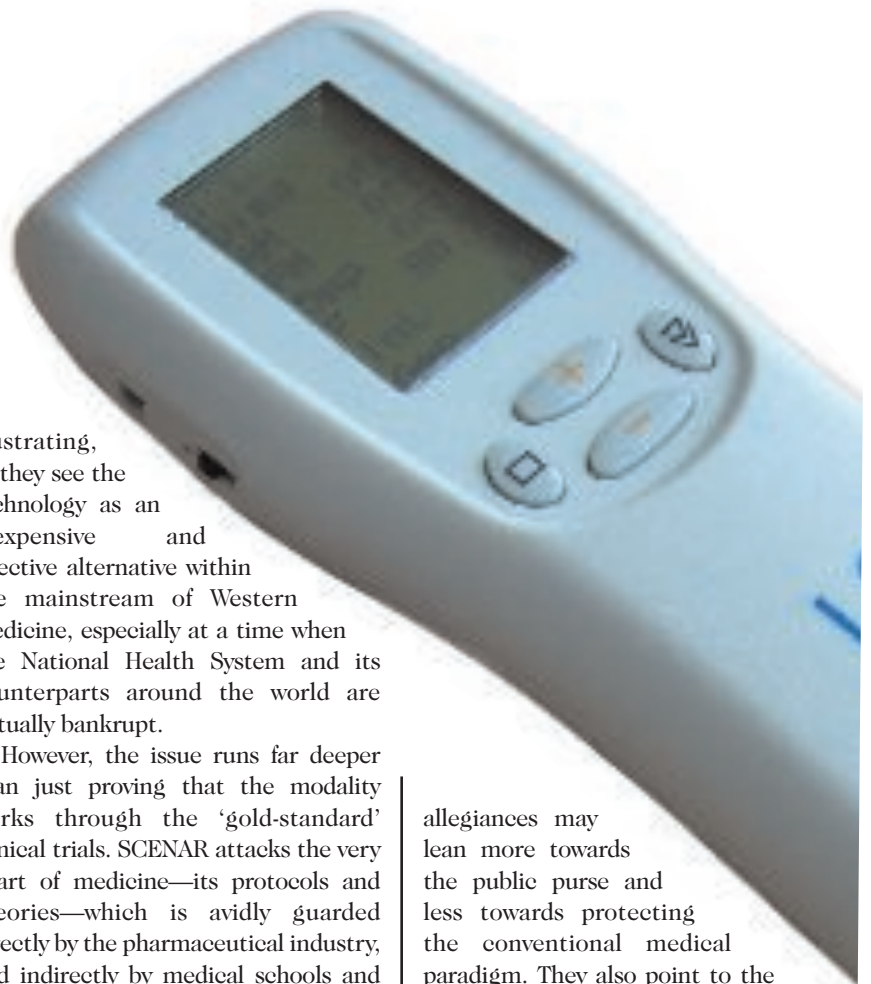 ustrating,
they see the
ehnology as an
expensive and
ective alternative within
e mainstream of Western
edicine, especially at a time when
e National Health System and its
unterparts around the world are
tually bankrupt.
However, the issue runs far deeper
an just proving that the modality
rks through the ‘gold-standard’
nical trials. SCENAR attacks the very
art of medicine—its protocols and
eories—which is avidly guarded
ectly by the pharmaceutical industry,
d indirectly by medical schools and
allegiances may
lean more towards
the public purse and
less towards protecting
the conventional medical
paradigm. They also point to the